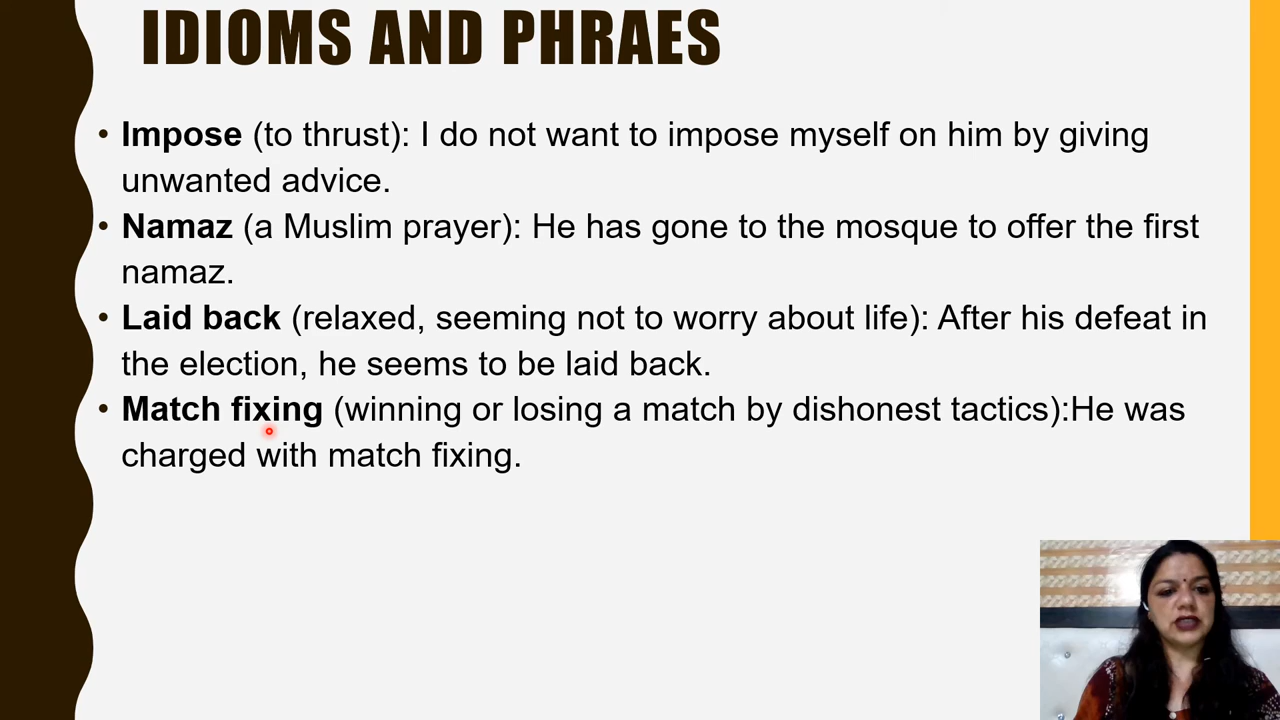 IDIOMS AND PHRAES
• Impose (to thrust): I do not want to impose myself on him by giving
unwanted advice.
• Namaz (a Muslim prayer): He has gone to the mosque to offer the first
namaz.
• Laid back (relaxed, seeming not to worry about life): After his defeat in
the election, he seems to be laid back.
• Match fixing (winning or losing a match by dishonest tactics):He was
charged with match fixing.